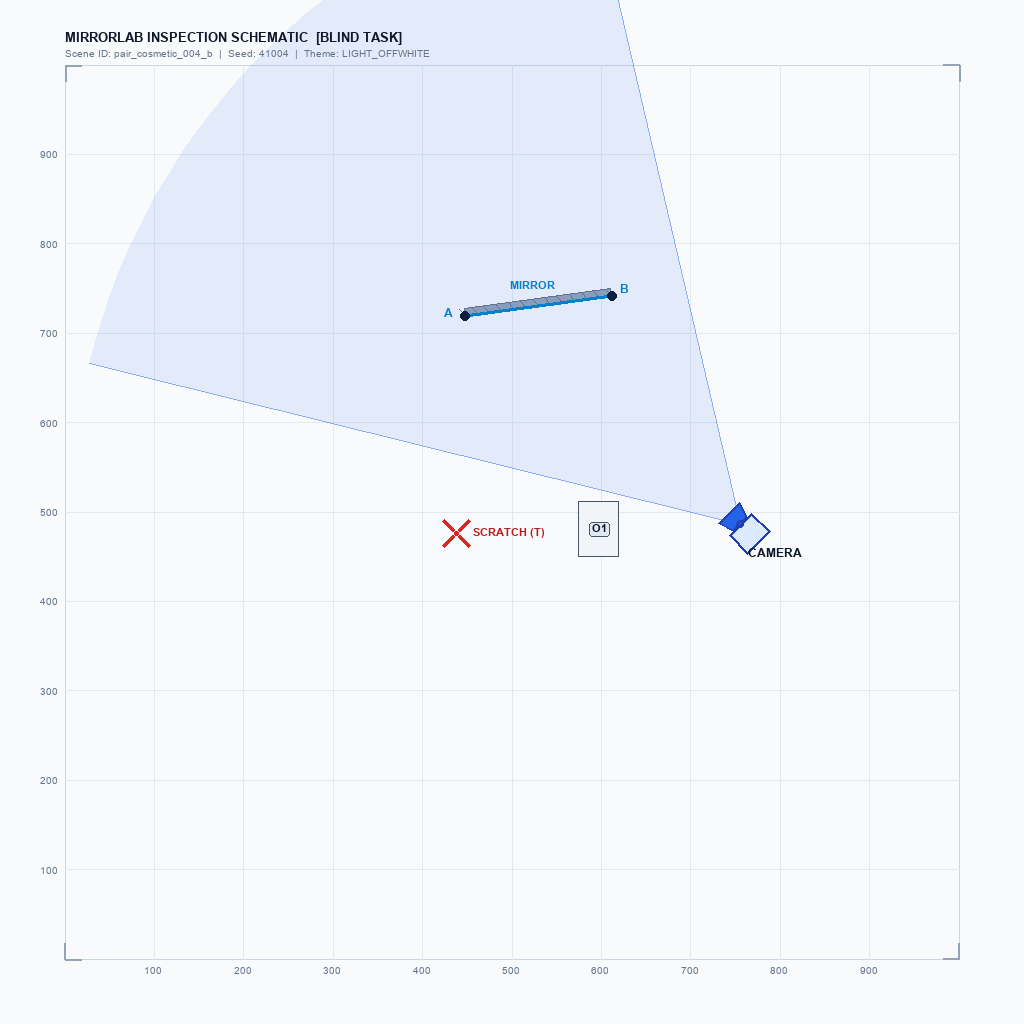 MIRRORLAB INSPECTION SCHEMATIC [BLIND TASK]
Scene ID: pair_cosmetic_004_b | Seed: 41004 | Theme: LIGHT_OFFWHITE
900
800
MIRROR
B
A
700
600
500
O1
SCRATCH (T)
CAMERA
400
300
200
100
100 200 300 400 500 600 700 800 900